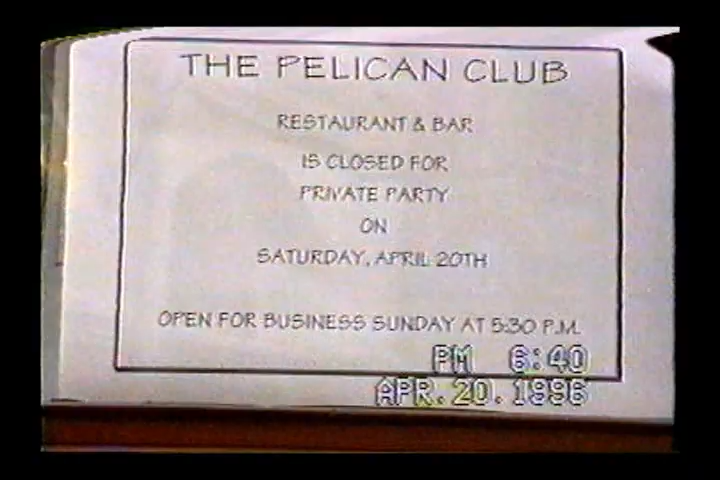 THE PELICAN CLUB
RESTAURANT & BAR
IS CLOSED FOR
PRIVATE PARTY
ON
SATURDAY, APRIL 20TH
OPEN FOR BUSINESS SUNDAY AT 5:30 P.M.
PM 6:40
APR. 20. 1996